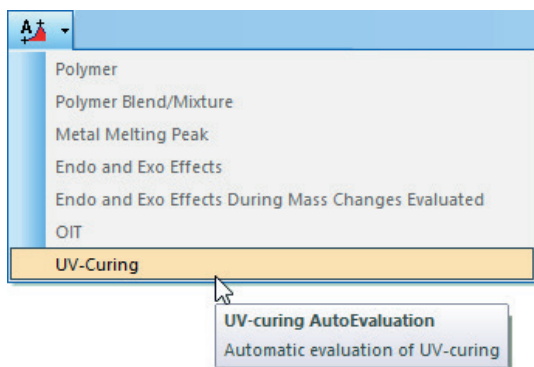 Polymer
Polymer Blend/Mixture
Metal Melting Peak
Endo and Exo Effects
Endo and Exo Effects During Mass Changes Evaluated
OIT
UV-Curing
UV-curing AutoEvaluation
Automatic evaluation of UV-curing